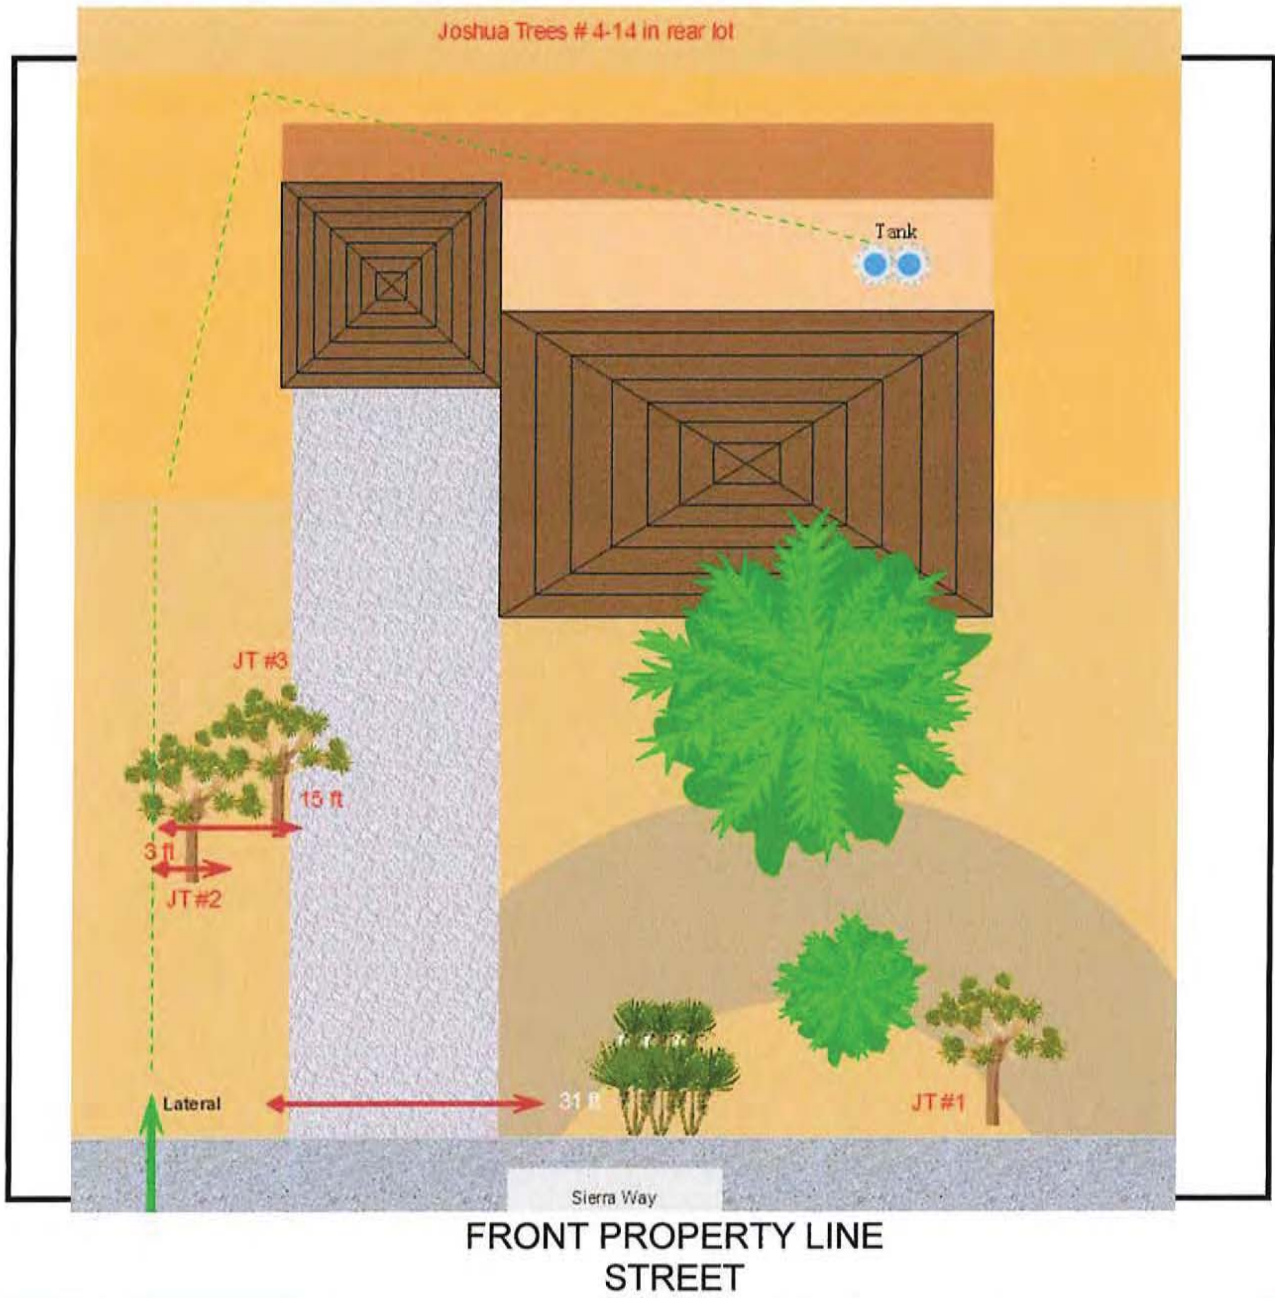 Joshua Trees # 4-14 in rear lot
Tank
JT #3
15 ft
3 ft
JT #2
Lateral
31 ft
JT #1
Sierra Way
FRONT PROPERTY LINE
STREET